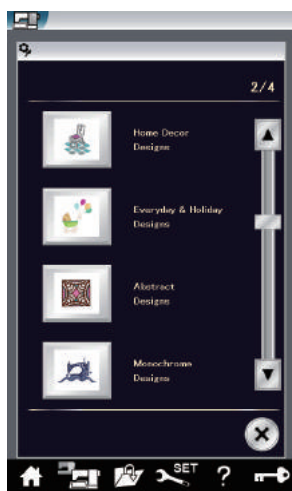 2/4
Home Decor
Designs
Everyday & Holiday
Designs
Abstract
Designs
Monochrome
Designs
SET
?